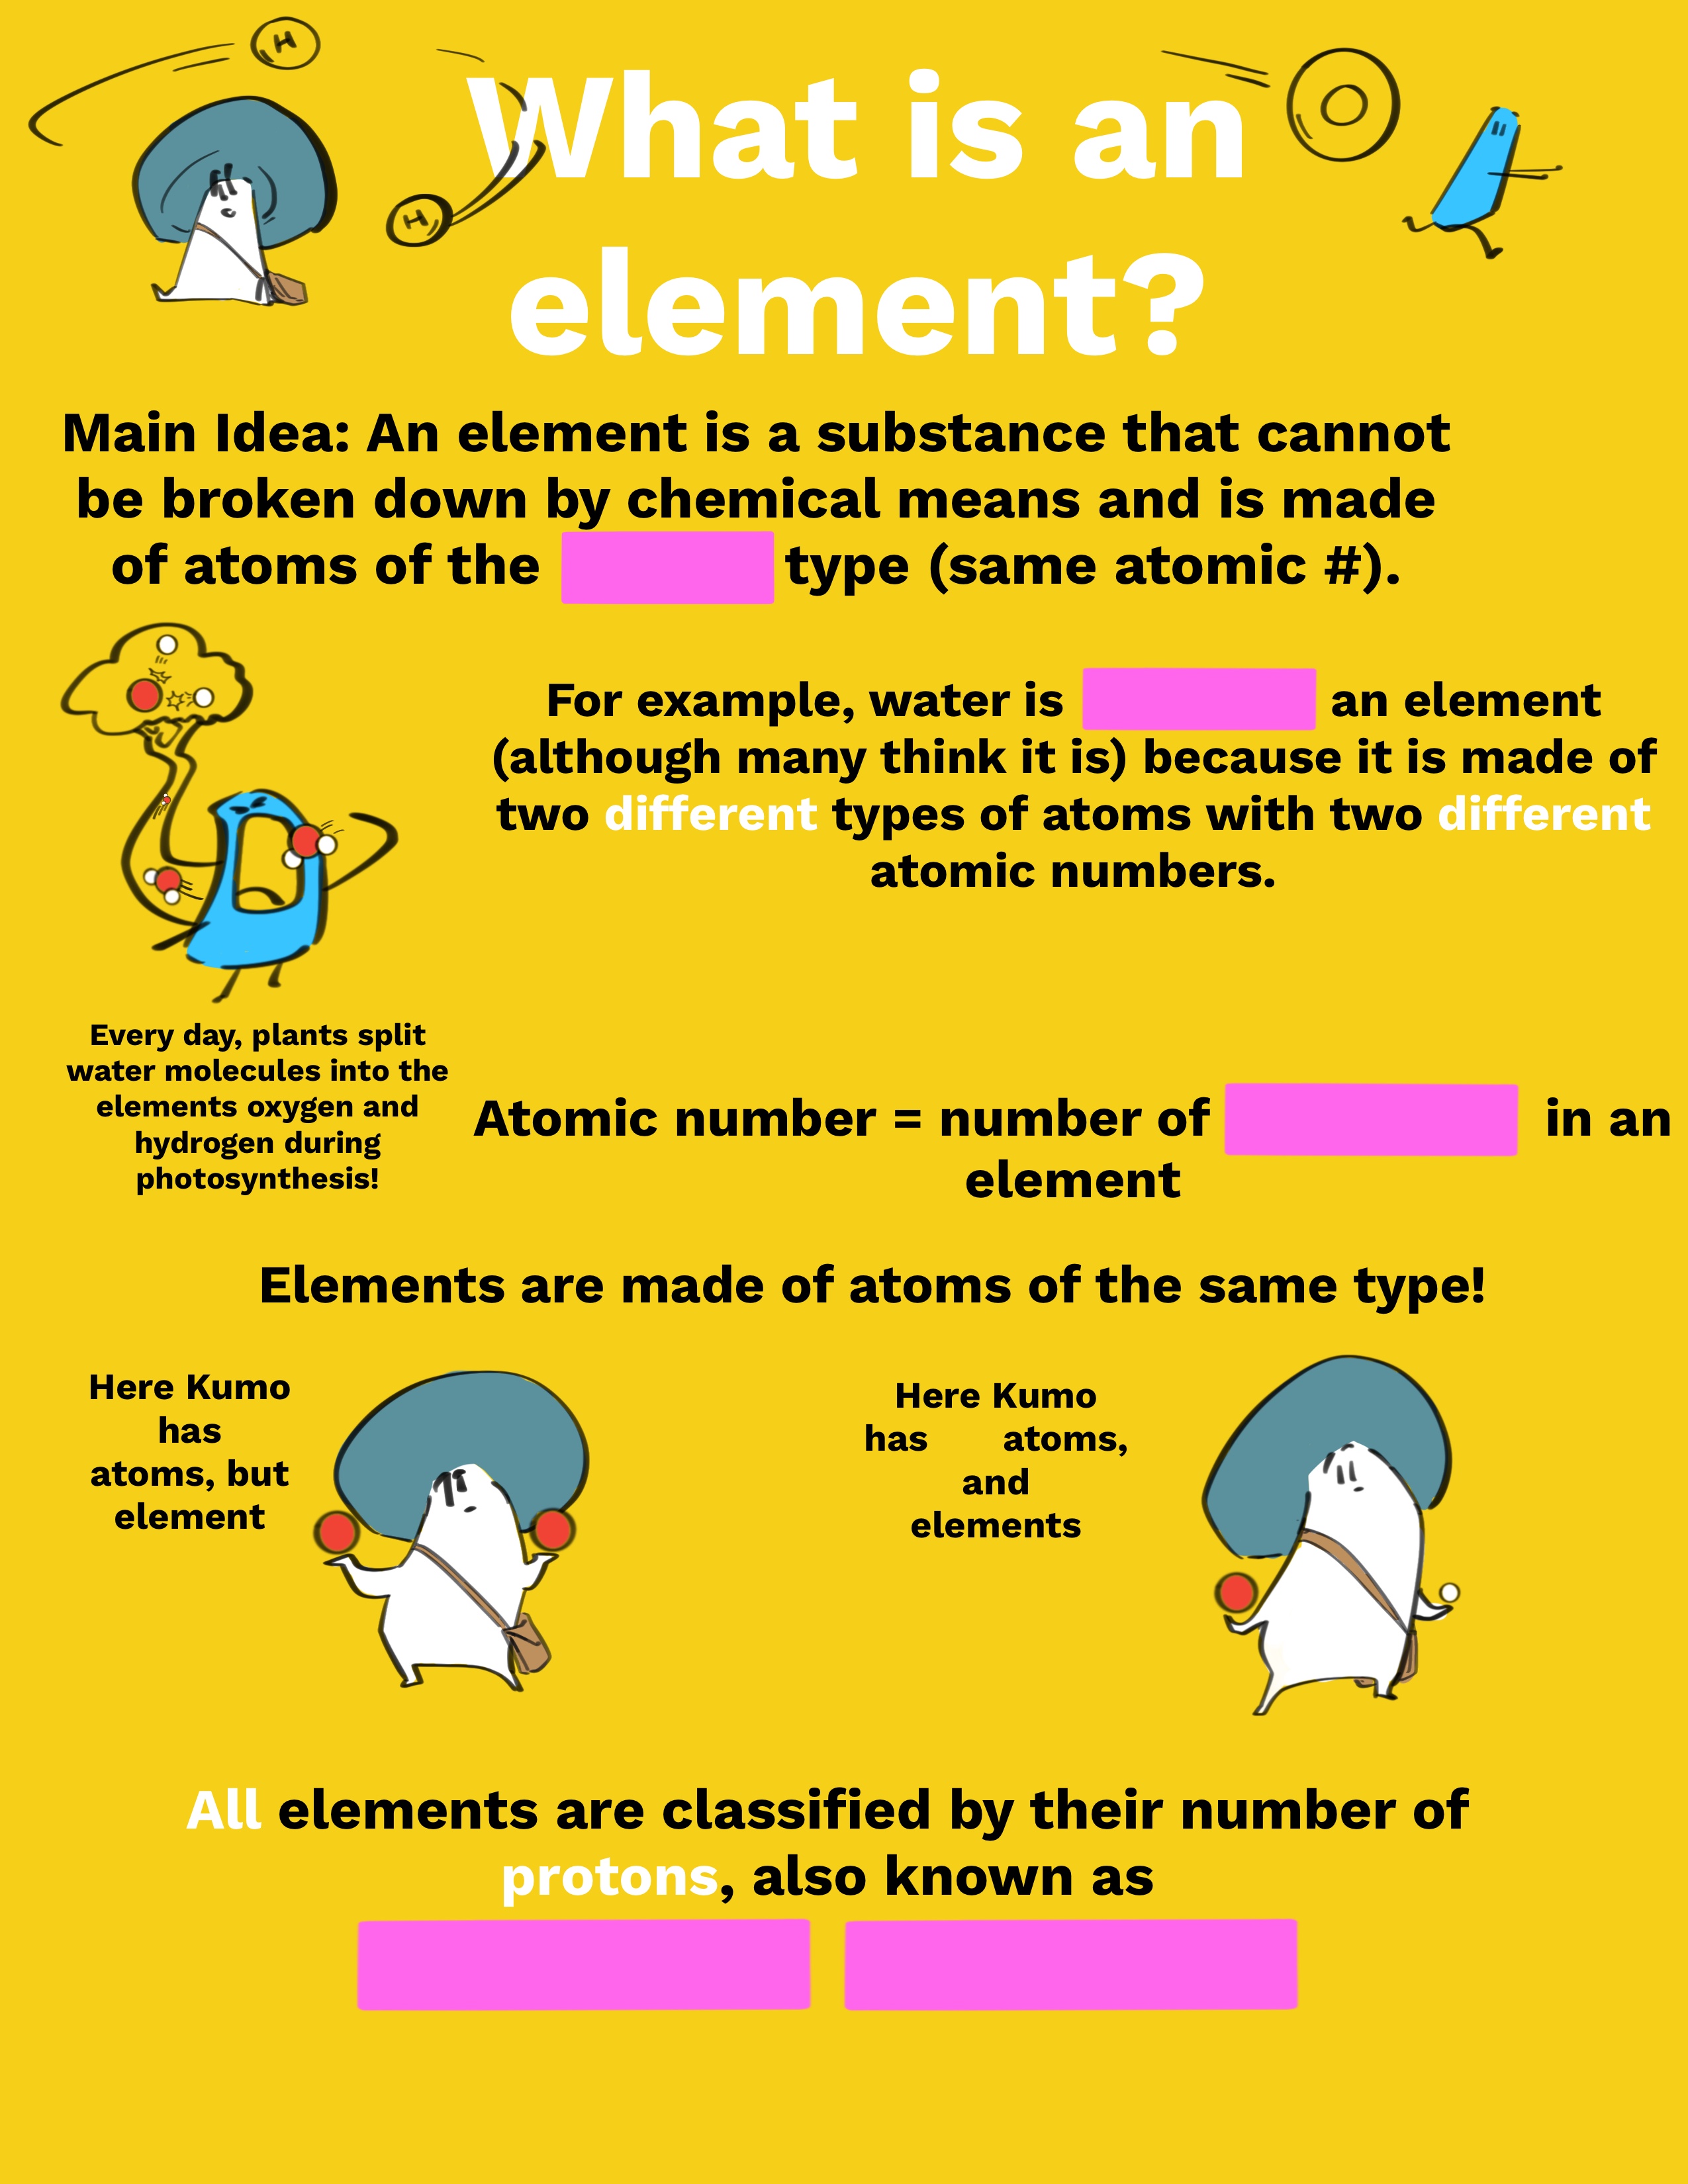 H
H
What is an
element?
Main Idea: An element is a substance that cannot
be broken down by chemical means and is made
of atoms of the type (same atomic #).
For example, water is an element
(although many think it is) because it is made of
two different types of atoms with two different
atomic numbers.
Every day, plants split
water molecules into the
elements oxygen and
hydrogen during
photosynthesis!
Atomic number = number of in an
element
Elements are made of atoms of the same type!
Here Kumo
has
atoms, but
element
Here Kumo
has atoms,
and
elements
All elements are classified by their number of
protons, also known as